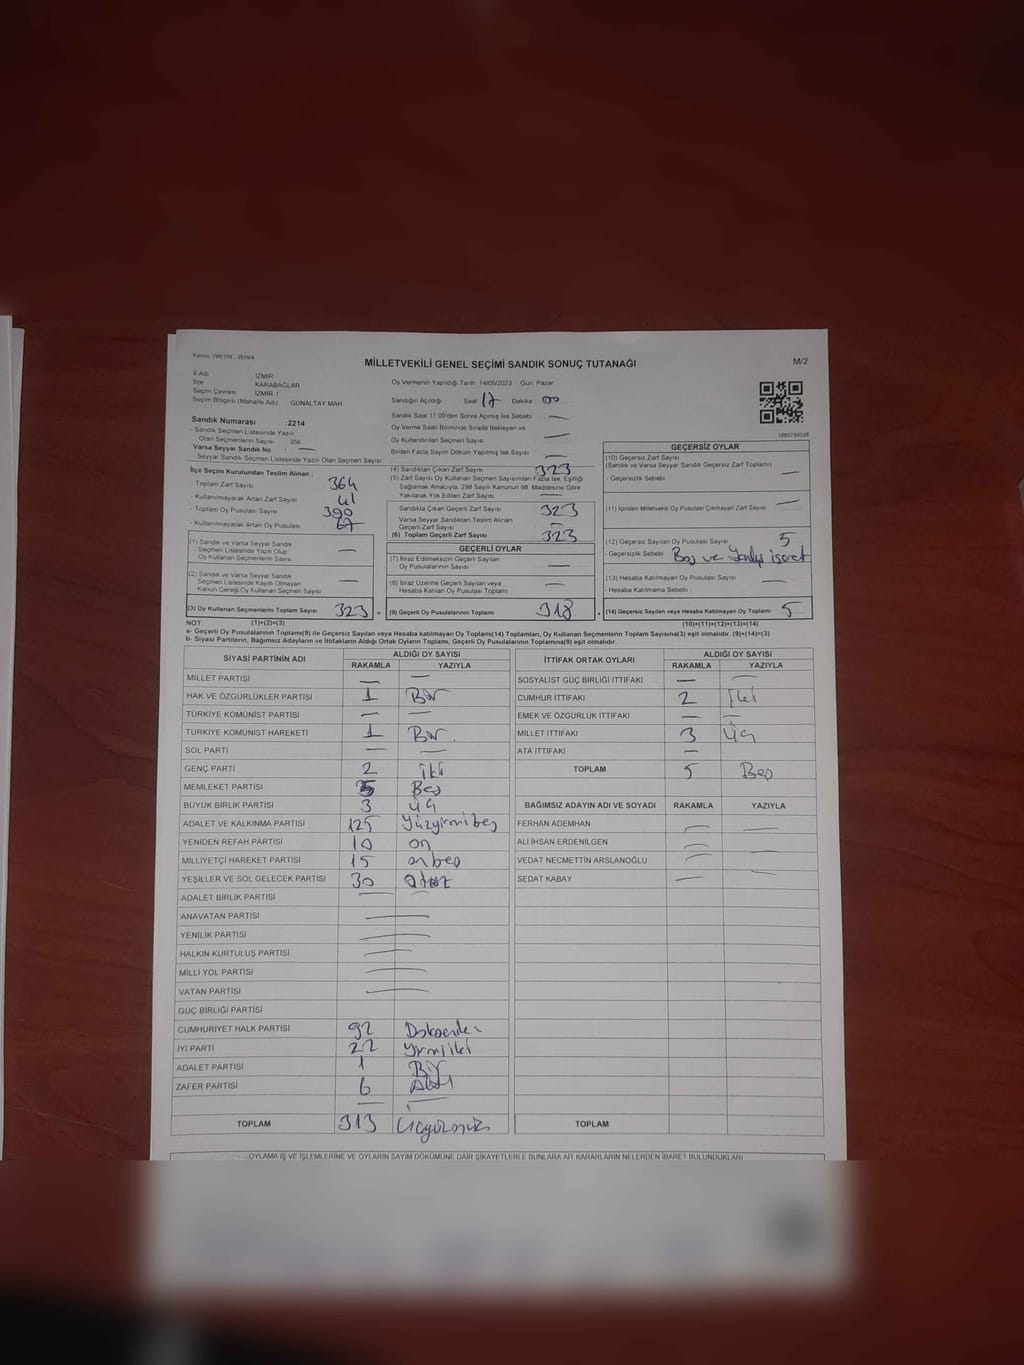 Kanun: 298/105 , 2839/4
MİLLETVEKİLİ GENEL SEÇİMİ SANDIK SONUÇ TUTANAĞI
M/2
İl Adı İZMİR
İlçe KARABAĞLAR
Seçim Çevresi İZMİR-1
Seçim Bölgesi (Mahalle Adı) GÜNALTAY MAH
Oy Vermenin Yapıldığı Tarih :14/05/2023 Gün: Pazar
Sandığın Açıldığı Saat 17 Dakika 00
Sandık Saat 17.00'den Sonra Açılmış İse Sebebi —
Oy Verme Saati Bitiminde Sırada Bekleyen ve
Oy Kullandırılan Seçmen Sayısı —
Birden Fazla Sayım Döküm Yapılmış İse Sayısı —
Sandık Numarası :2214
- Sandık Seçmen Listesinde Yazılı
Olan Seçmenlerin Sayısı 356
- Varsa Seyyar Sandık No —
- Seyyar Sandık Seçmen Listesinde Yazılı Olan Seçmen Sayısı
İlçe Seçim Kurulundan Teslim Alınan ;
- Toplam Zarf Sayısı 364
- Kullanılmayarak Artan Zarf Sayısı 41
- Toplam Oy Pusulası Sayısı 390
- Kullanılmayarak Artan Oy Pusulası 67
(1) Sandık ve Varsa Seyyar Sandık
Seçmen Listesinde Yazılı Olup
Oy Kullanan Seçmenlerin Sayısı —
(2) Sandık ve Varsa Seyyar Sandık
Seçmen Listesinde Kayıtlı Olmayan
Kanun Gereği Oy Kullanan Seçmen Sayısı —
(3) Oy Kullanan Seçmenlerin Toplam Sayısı 323
(1)+(2)=(3)
(4) Sandıktan Çıkan Zarf Sayısı 323
(5) Zarf Sayısı Oy Kullanan Seçmen Sayısından Fazla İse, Eşitliği
Sağlamak Amacıyla, 298 Sayılı Kanunun 98. Maddesine Göre
Yakılarak Yok Edilen Zarf Sayısı —
Sandıkta Çıkan Geçerli Zarf Sayısı 323
Varsa Seyyar Sandıktan Teslim Alınan
Geçerli Zarf Sayısı —
(6) Toplam Geçerli Zarf Sayısı 323
GEÇERLİ OYLAR
(7) İtiraz Edilmeksizin Geçerli Sayılan
Oy Pusulalarının Sayısı —
(8) İtiraz Üzerine Geçerli Sayılan veya
Hesaba Katılan Oy Pusulalarının Toplamı —
(9) Geçerli Oy Pusulalarının Toplamı 318
1683799528
GEÇERSİZ OYLAR
(10) Geçersiz Zarf Sayısı
(Sandık ve Varsa Seyyar Sandık Geçersiz Zarf Toplamı)
- Geçersizlik Sebebi —
(11) İçinden Milletvekili Oy Pusulası Çıkmayan Zarf Sayısı —
(12) Geçersiz Sayılan Oy Pusulası Sayısı 5
- Geçersizlik Sebebi Boş ve Yanlış işaret
(13) Hesaba Katılmayan Oy Pusulası Sayısı —
- Hesaba Katılmama Sebebi
(14) Geçersiz Sayılan veya Hesaba Katılmayan Oy Toplamı 5
(10)+(11)+(12)+(13)=(14)
NOT:
a- Geçerli Oy Pusulalarının Toplamı(9) ile Geçersiz Sayılan veya Hesaba katılmayan Oy Toplamı(14) Toplamları, Oy Kullanan Seçmenlerin Toplam Sayısına(3) eşit olmalıdır. (9)+(14)=(3)
b- Siyasi Partilerin, Bağımsız Adayların ve İttifakların Aldığı Ortak Oyların Toplamı, Geçerli Oy Pusulalarının Toplamına(9) eşit olmalıdır.
SİYASİ PARTİNİN ADI ALDIĞI OY SAYISI
RAKAMLA YAZIYLA
MİLLET PARTİSİ — —
HAK VE ÖZGÜRLÜKLER PARTİSİ 1 Bir
TÜRKİYE KOMÜNİST PARTİSİ — —
TÜRKİYE KOMÜNİST HAREKETİ 1 Bir.
SOL PARTİ — —
GENÇ PARTİ 2 iki
MEMLEKET PARTİSİ 5 Beş
BÜYÜK BİRLİK PARTİSİ 3 üç
ADALET VE KALKINMA PARTİSİ 125 Yüzyirmibeş
YENİDEN REFAH PARTİSİ 10 on
MİLLİYETÇİ HAREKET PARTİSİ 15 onbeş
YEŞİLLER VE SOL GELECEK PARTİSİ 30 otuz
ADALET BİRLİK PARTİSİ — —
ANAVATAN PARTİSİ —
YENİLİK PARTİSİ —
HALKIN KURTULUŞ PARTİSİ —
MİLLİ YOL PARTİSİ —
VATAN PARTİSİ —
GÜÇ BİRLİĞİ PARTİSİ
CUMHURİYET HALK PARTİSİ 92
İYİ PARTİ 22 yirmiiki
ADALET PARTİSİ 1 Bir
ZAFER PARTİSİ 6 Altı
TOPLAM 313
İTTİFAK ORTAK OYLARI ALDIĞI OY SAYISI
RAKAMLA YAZIYLA
SOSYALİST GÜÇ BİRLİĞİ İTTİFAKI — —
CUMHUR İTTİFAKI 2 İki
EMEK VE ÖZGÜRLÜK İTTİFAKI — —
MİLLET İTTİFAKI 3 Üç
ATA İTTİFAKI —
TOPLAM 5 Beş
BAĞIMSIZ ADAYIN ADI VE SOYADI RAKAMLA YAZIYLA
FERHAN ADEMHAN — —
ALİ İHSAN ERDENİLGEN —
VEDAT NECMETTİN ARSLANOĞLU — —
SEDAT KABAY — —
TOPLAM
OYLAMA İŞ VE İŞLEMLERİNE VE OYLARIN SAYIM DÖKÜMÜNE DAİR ŞİKAYETLERLE BUNLARA AİT KARARLARIN NELERDEN İBARET BULUNDUKLARI